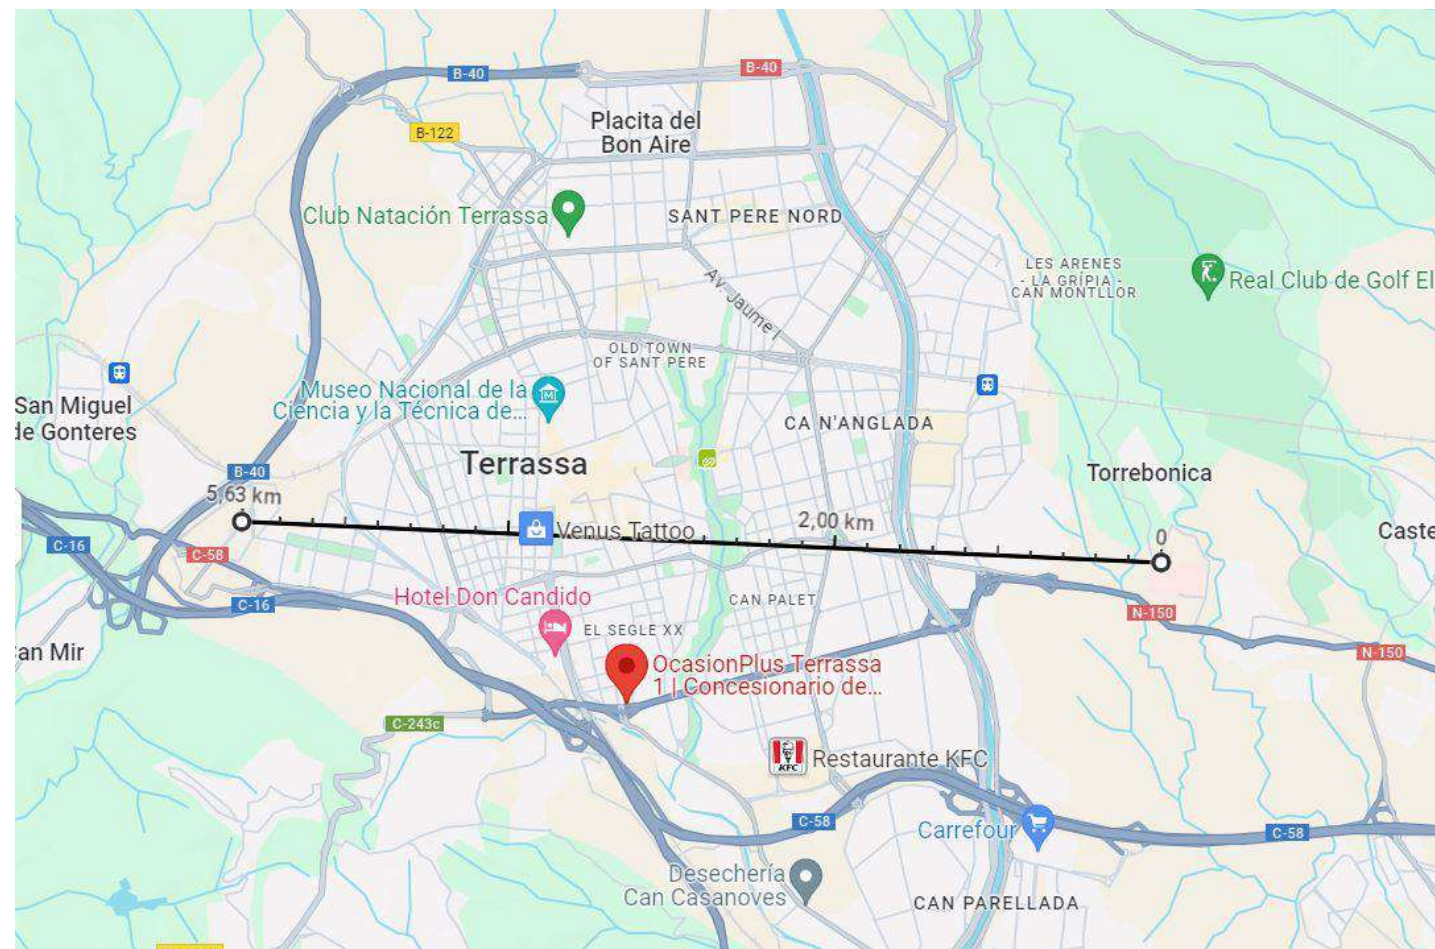 B-40
B-40
Placita del
Bon Aire
B-122
Club Natación Terrassa
SANT PERE NORD
LES ARENES
- LA GRÍPIA -
CAN MONTLLOR
Real Club de Golf El
Av. Jaume I
OLD TOWN
OF SANT PERE
Museo Nacional de la
Ciencia y la Técnica de...
San Miguel
de Gonteres
CA N'ANGLADA
Terrassa
B-40
Torrebonica
5,63 km
2,00 km
Venus Tattoo
0
Caste
C-16
C-58
Hotel Don Candido
C-16
CAN PALET
N-150
EL SEGLE XX
an Mir
N-150
OcasionPlus Terrassa
1 | Concesionario de...
C-243c
KFC
Restaurante KFC
C-58
Carrefour
C-58
Desechería
Can Casanoves
CAN PARELLADA